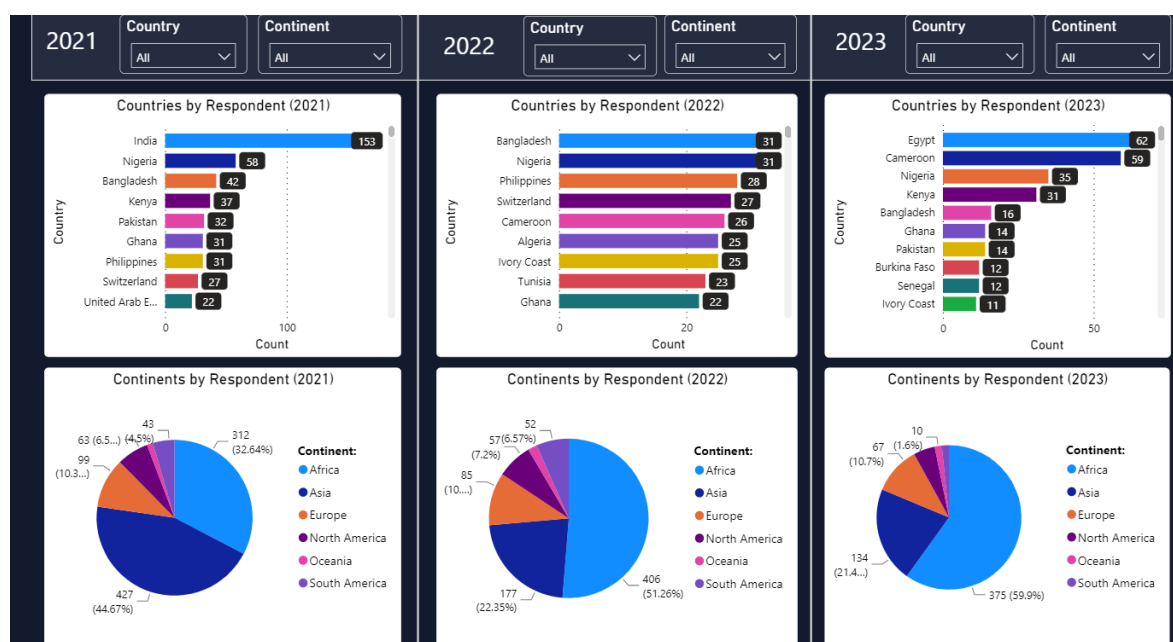 2021
Country
All
Continent
All
2022
Country
All
Continent
All
2023
Country
All
Continent
All
Countries by Respondent (2021)
Country
India 153
Nigeria 58
Bangladesh 42
Kenya 37
Pakistan 32
Ghana 31
Philippines 31
Switzerland 27
United Arab E... 22
0 100
Count
Countries by Respondent (2022)
Country
Bangladesh 31
Nigeria 31
Philippines 28
Switzerland 27
Cameroon 26
Algeria 25
Ivory Coast 25
Tunisia 23
Ghana 22
0 20
Count
Countries by Respondent (2023)
Country
Egypt 62
Cameroon 59
Nigeria 35
Kenya 31
Bangladesh 16
Ghana 14
Pakistan 14
Burkina Faso 12
Senegal 12
Ivory Coast 11
0 50
Count
Continents by Respondent (2021)
43
(4.5%)
63 (6.5...)
99
(10.3...)
312
(32.64%)
427
(44.67%)
Continent:
Africa
Asia
Europe
North America
Oceania
South America
Continents by Respondent (2022)
52
(6.57%)
57
(7.2%)
85
(10....)
177
(22.35%)
406
(51.26%)
Continent:
Africa
Asia
Europe
North America
Oceania
South America
Continents by Respondent (2023)
10
(1.6%)
67
(10.7%)
134
(21.4...)
375 (59.9%)
Continent:
Africa
Asia
Europe
North America
Oceania
South America